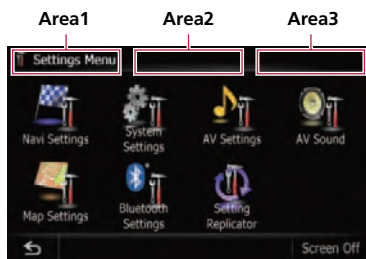 Area1 Area2 Area3
Settings Menu
Navi Settings
System
Settings
AV Settings
AV Sound
Map Settings
Bluetooth
Settings
Setting
Replicator
Screen Off